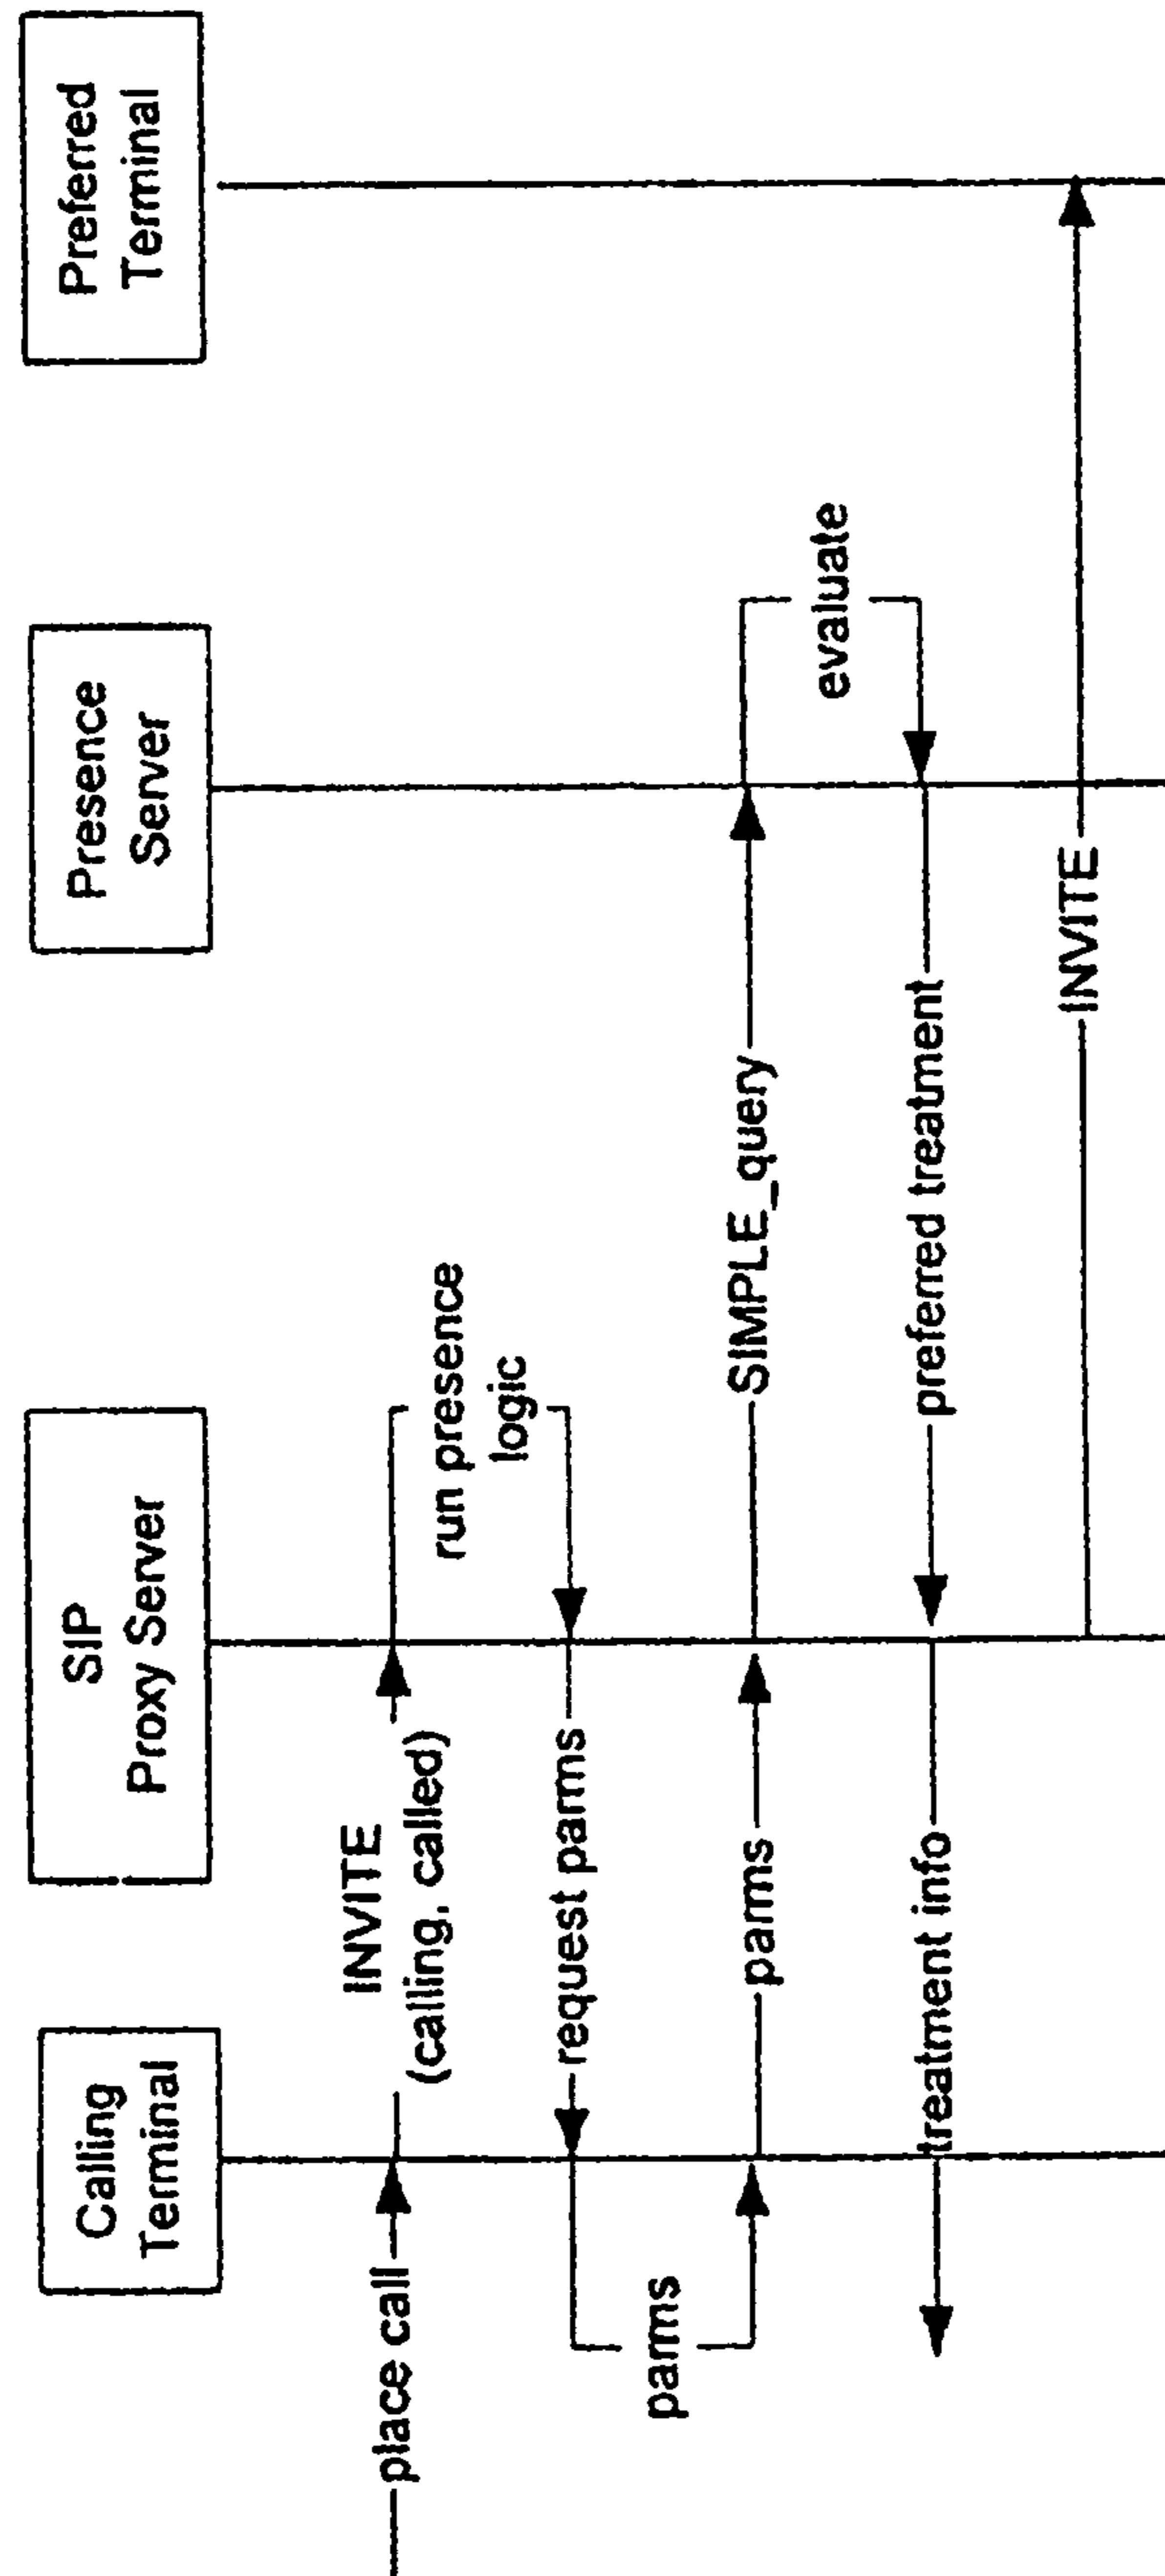 Calling
Terminal
SIP
Proxy Server
Presence
Server
Preferred
Terminal
place call
INVITE
(calling, called)
run presence
logic
request parms
parms
parms
SIMPLE_query
evaluate
preferred treatment
treatment info
INVITE